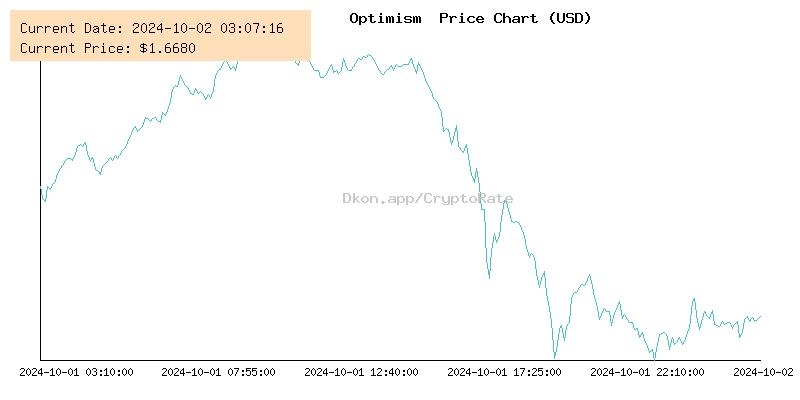 Optimism  Price Chart (USD)
Current Date: 2024-10-02 03:07:16
Current Price: $1.6680
Dkon.app/CryptoRate
2024-10-01 03:10:00 2024-10-01 07:55:00 2024-10-01 12:40:00 2024-10-01 17:25:00 2024-10-01 22:10:00 2024-10-02